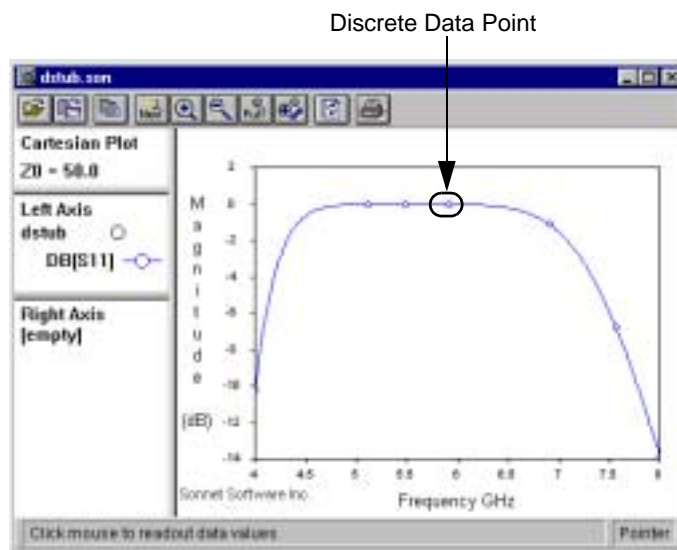 Discrete Data Point
dstub.son
Cartesian Plot
Z0 = 50.0
Left Axis
dstub
DB[S11]
Right Axis
[empty]
Magnitude
(dB)
2
0
-2
-4
-6
-8
-10
-12
-14
4
4.5
5
5.5
6
6.5
7
7.5
8
Sonnet Software Inc.
Frequency GHz
Click mouse to readout data values
Pointer